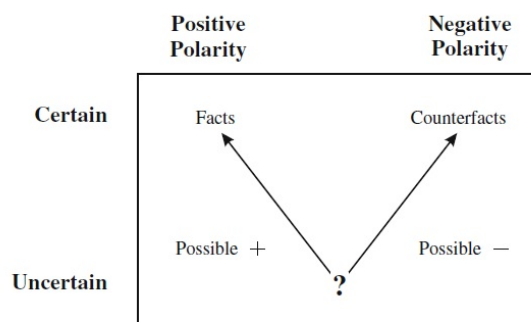 Positive
Polarity
Negative
Polarity
Certain
Facts
Counterfacts
Possible +
Possible −
Uncertain
?